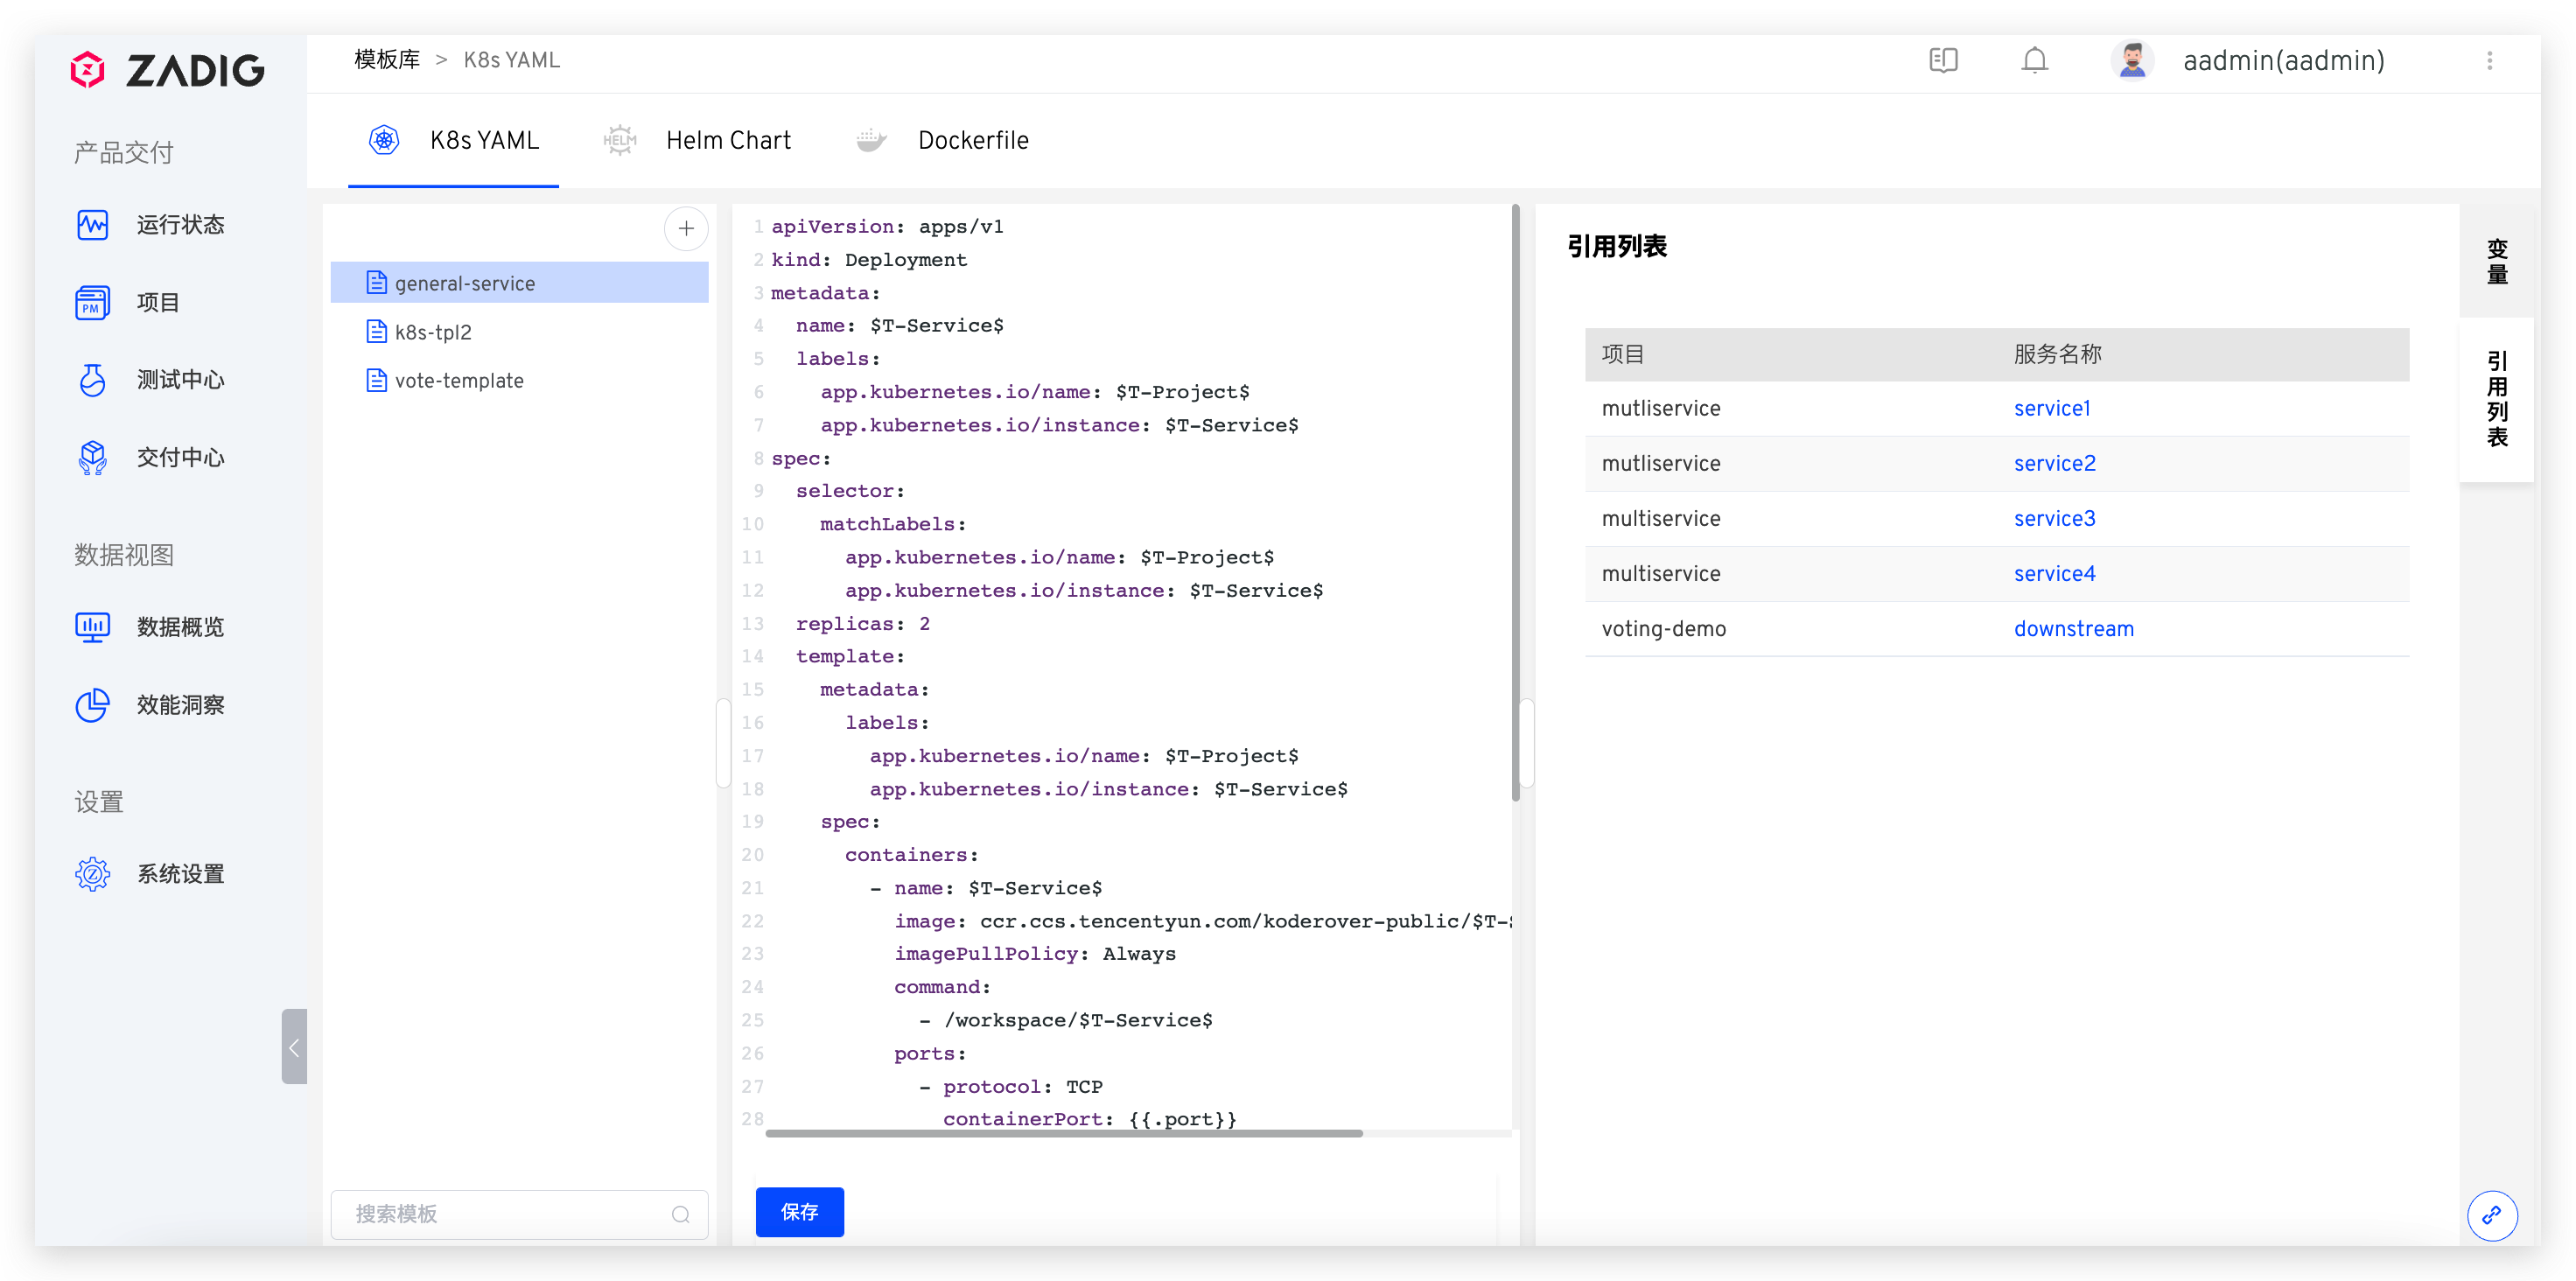 ZADIG
产品交付
运行状态
PM
项目
测试中心
交付中心
数据视图
数据概览
效能洞察
设置
系统设置
模板库 > K8s YAML
aadmin(aadmin)
K8s YAML
HELM
Helm Chart
Dockerfile
general-service
k8s-tpl2
vote-template
搜索模板
1 apiVersion: apps/v1
2 kind: Deployment
3 metadata:
4 name: $T-Service$
5 labels:
6 app.kubernetes.io/name: $T-Project$
7 app.kubernetes.io/instance: $T-Service$
8 spec:
9 selector:
10 matchLabels:
11 app.kubernetes.io/name: $T-Project$
12 app.kubernetes.io/instance: $T-Service$
13 replicas: 2
14 template:
15 metadata:
16 labels:
17 app.kubernetes.io/name: $T-Project$
18 app.kubernetes.io/instance: $T-Service$
19 spec:
20 containers:
21 - name: $T-Service$
22 image: ccr.ccs.tencentyun.com/koderover-public/$T-
23 imagePullPolicy: Always
24 command:
25 - /workspace/$T-Service$
26 ports:
27 - protocol: TCP
28 containerPort: {{.port}}
保存
引用列表
项目 服务名称
mutliservice service1
mutliservice service2
multiservice service3
multiservice service4
voting-demo downstream
变量
引用列表